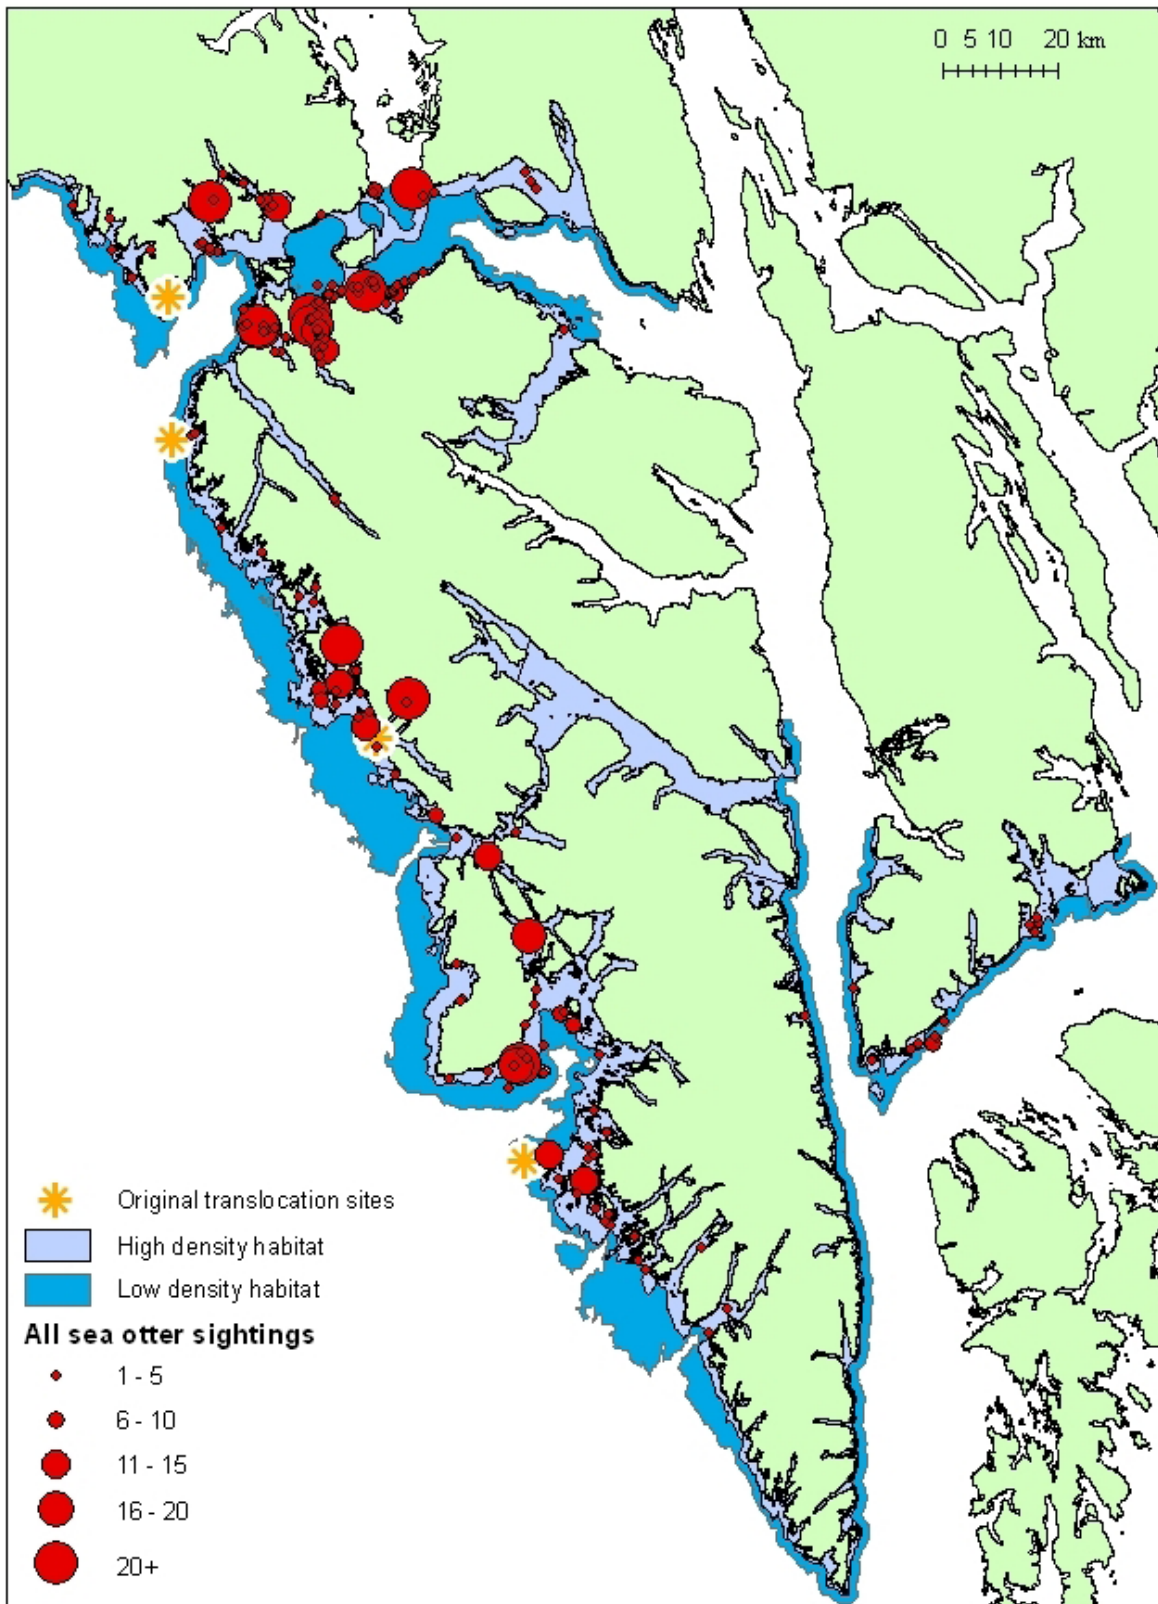 0 5 10 20 km
Original translocation sites
High density habitat
Low density habitat
All sea otter sightings
1 - 5
6 - 10
11 - 15
16 - 20
20+